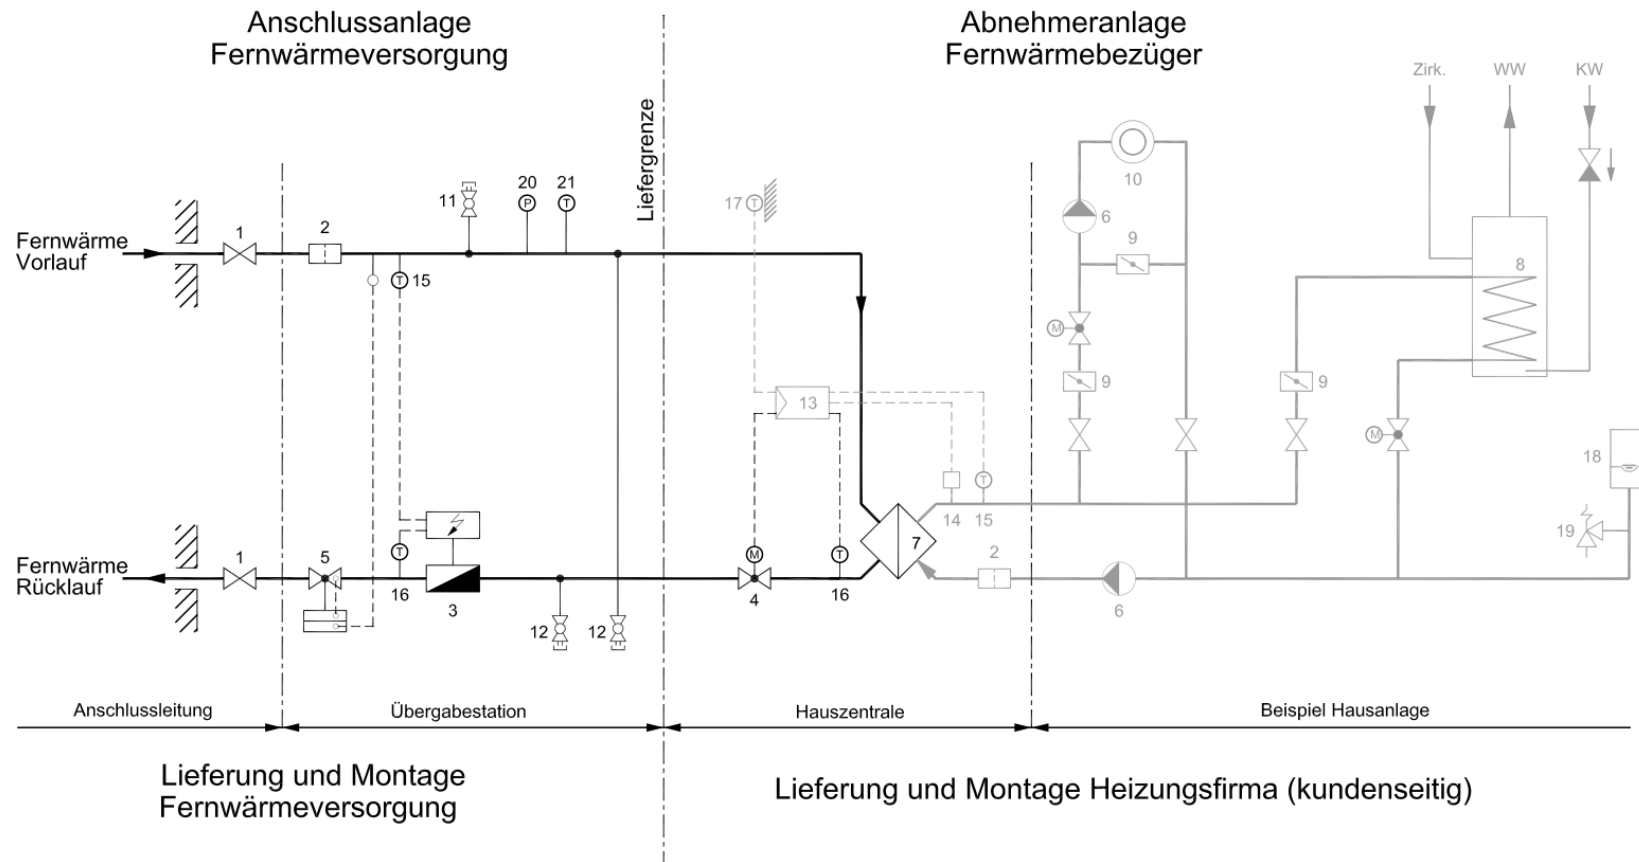 Anschlussanlage
Fernwärmeversorgung
Abnehmeranlage
Fernwärmebezüger
Liefergrenze
Zirk.
WW
KW
Fernwärme
Vorlauf
1
2
11
20
P
21
T
T
15
17
T
10
6
9
8
M
9
9
13
M
18
14
T
15
19
Fernwärme
Rücklauf
1
5
T
16
3
12
12
M
4
T
16
7
2
6
Anschlussleitung
Übergabestation
Hauszentrale
Beispiel Hausanlage
Lieferung und Montage
Fernwärmeversorgung
Lieferung und Montage Heizungsfirma (kundenseitig)